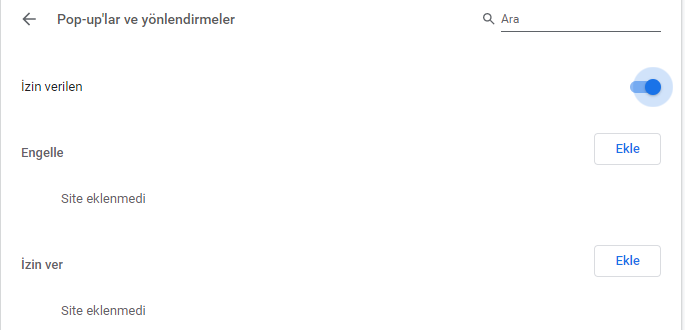 Pop-up'lar ve yönlendirmeler
Ara
İzin verilen
Engelle
Ekle
Site eklenmedi
İzin ver
Ekle
Site eklenmedi